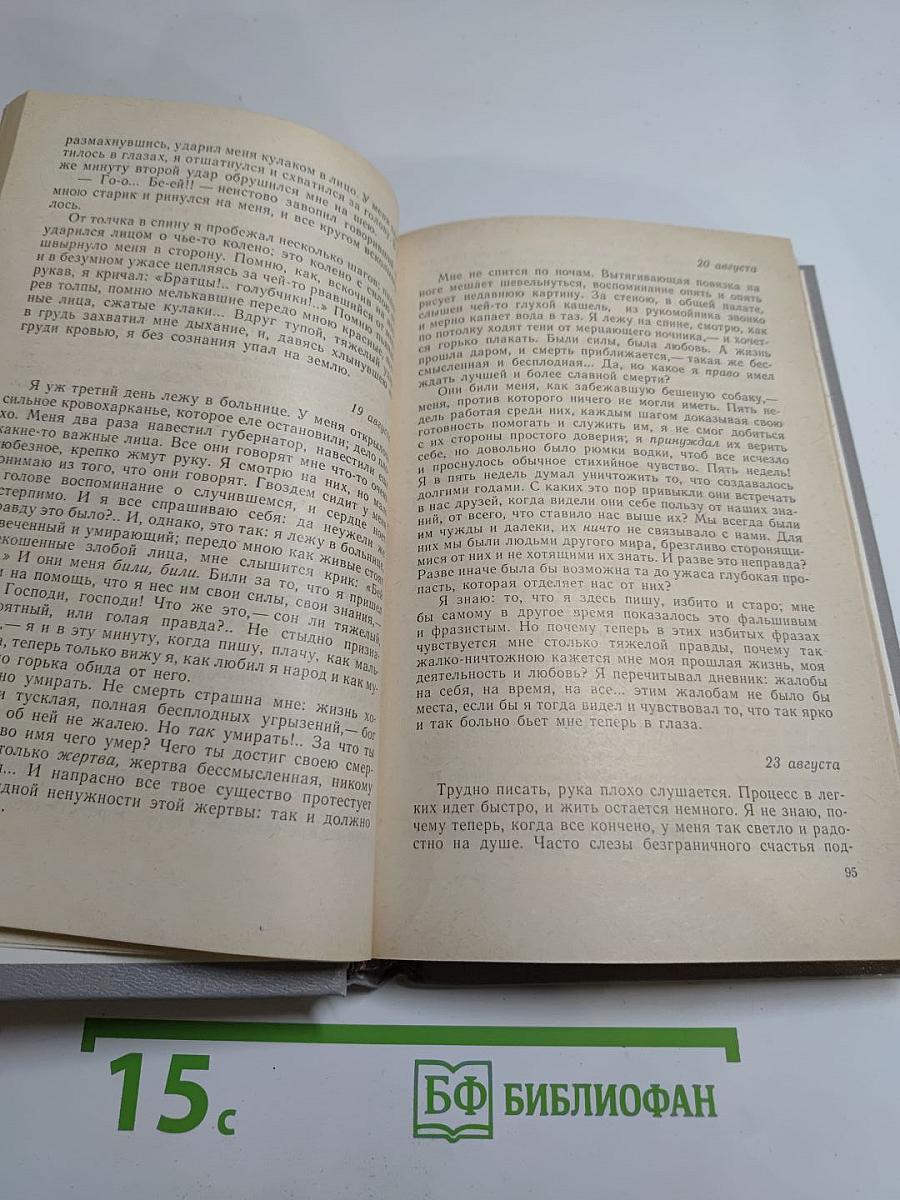 размахнувшись, ударил меня кулаком в лицо. У меня
тилось в глазах, я отшатнулся и схватился за голову.
же минуту второй удар обрушился мне на шею.
— Го-о... Бе-ей!! — неистово завопил говоривший
мною старик и ринулся на меня, и все кругом
лось.
От толчка в спину я пробежал несколько шагов;
ударился лицом о чье-то колено; это колено с
швырнуло меня в сторону. Помню, как, вскочив
и в безумном ужасе цепляясь за чей-то рвавшийся от
рукав, я кричал: «Братцы!.. голубчики!..» Помню
рев толпы, помню мелькавшие передо мною красные
ные лица, сжатые кулаки... Вдруг тупой, тяжелый
в грудь захватил мне дыхание, и, давясь хлынувшей
груди кровью, я без сознания упал на землю.
19
Я уж третий день лежу в больнице. У меня
сильное кровохарканье, которое еле остановили; дело
хо. Меня два раза навестил губернатор, навестили
какие-то важные лица. Все они говорят мне что-то очень
любезное, крепко жмут руку. Я смотрю на них, но
онимаю из того, что они говорят. Гвоздем сидит у меня
голове воспоминание о случившемся, и сердце
стерпимо. И я все спрашиваю себя: да неужели
равду это было?.. И, однако, это так: я лежу в больнице
веченный и умирающий; передо мною как живые стоят
екошенные злобой лица, мне слышится крик: «Бей
.» И они меня били, били. Били за то, что я пришел
м на помощь, что я нес им свои силы, свои знания,—
Господи, господи! Что же это,— сон ли тяжелый,
роятный, или голая правда?.. Не стыдно призна-
,— я и в эту минуту, когда пишу, плачу, как маль-
а, теперь только вижу я, как любил я народ и как му-
но горька обида от него.
но умирать. Не смерть страшна мне: жизнь хо-
и тусклая, полная бесплодных угрызений,— бог
об ней не жалею. Но так умирать!.. За что ты
во имя чего умер? Чего ты достиг своею смер-
только жертва, жертва бессмысленная, никому
я... И напрасно все твое существо протестует
идной ненужности этой жертвы: так и должно
.
20 августа
Мне не спится по ночам. Вытягивающая повязка на
ноге мешает шевельнуться, воспоминание опять и опять
рисует недавнюю картину. За стеною, в общей палате,
слышен чей-то глухой кашель, из рукомойника звонко
и мерно капает вода в таз. Я лежу на спине, смотрю, как
по потолку ходят тени от мерцающего ночника,— и хочет-
ся горько плакать. Были силы, была любовь. А жизнь
прошла даром, и смерть приближается,— такая же бес-
смысленная и бесплодная... Да, но какое я право имел
ждать лучшей и более славной смерти?
Они били меня, как забежавшую бешеную собаку,—
меня, против которого ничего не могли иметь. Пять не-
дель работая среди них, каждым шагом доказывая свою
готовность помогать и служить им, я не смог добиться
с их стороны простого доверия; я принуждал их верить
себе, но довольно было рюмки водки, чтоб все исчезло
и проснулось обычное стихийное чувство. Пять недель!
Я в пять недель думал уничтожить то, что создавалось
долгими годами. С каких это пор привыкли они встречать
в нас друзей, когда видели они себе пользу от наших зна-
ний, от всего, что ставило нас выше их? Мы всегда были
им чужды и далеки, их ничто не связывало с нами. Для
них мы были людьми другого мира, брезгливо сторонящи-
мися от них и не хотящими их знать. И разве это неправда?
Разве иначе была бы возможна та до ужаса глубокая про-
пасть, которая отделяет нас от них?
Я знаю: то, что я здесь пишу, избито и старо; мне
бы самому в другое время показалось это фальшивым
и фразистым. Но почему теперь в этих избитых фразах
чувствуется мне столько тяжелой правды, почему так
жалко-ничтожною кажется мне моя прошлая жизнь, моя
деятельность и любовь? Я перечитывал дневник: жалобы
на себя, на время, на все... этим жалобам не было бы
места, если бы я тогда видел и чувствовал то, что так ярко
и так больно бьет мне теперь в глаза.
23 августа
Трудно писать, рука плохо слушается. Процесс в лег-
ких идет быстро, и жить остается немного. Я не знаю, по-
чему теперь, когда все кончено, у меня так светло и радо-
стно на душе. Часто слезы безграничного счастья под-
95
15 с
БФ БИБЛИОФАН